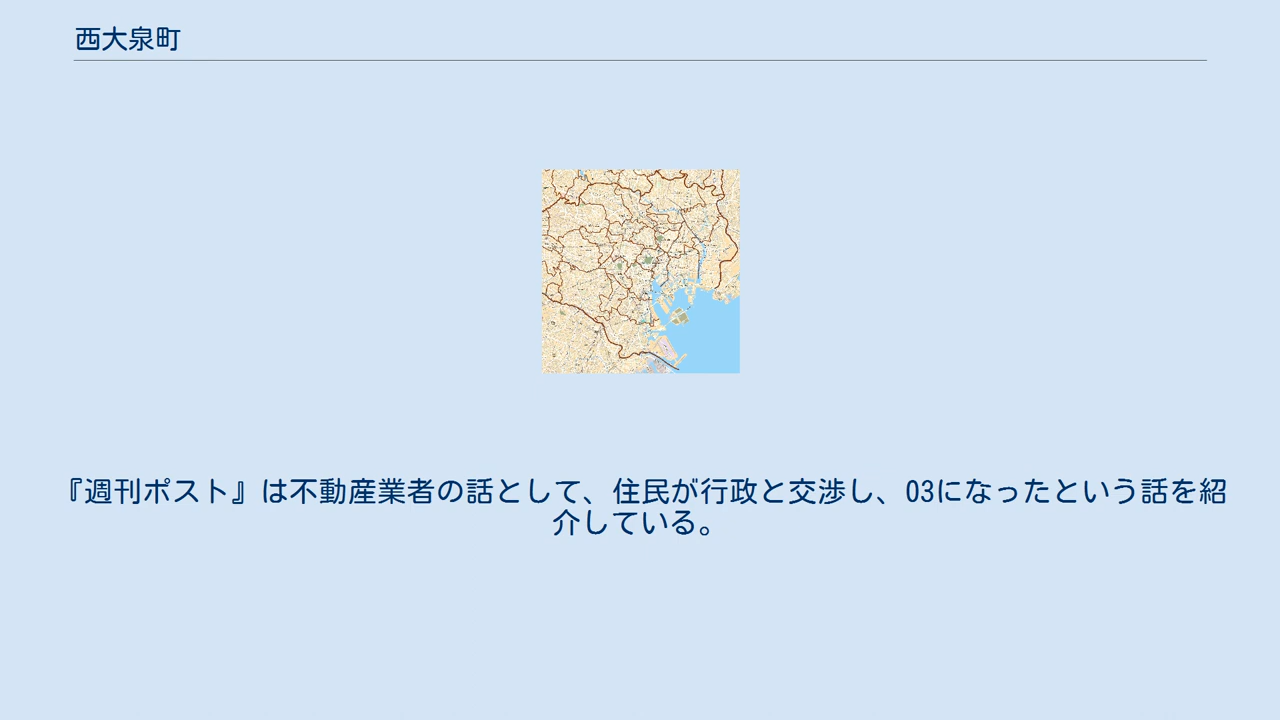 西大泉町
『週刊ポスト』は不動産業者の話として、住民が行政と交渉し、03になったという話を紹
介している。